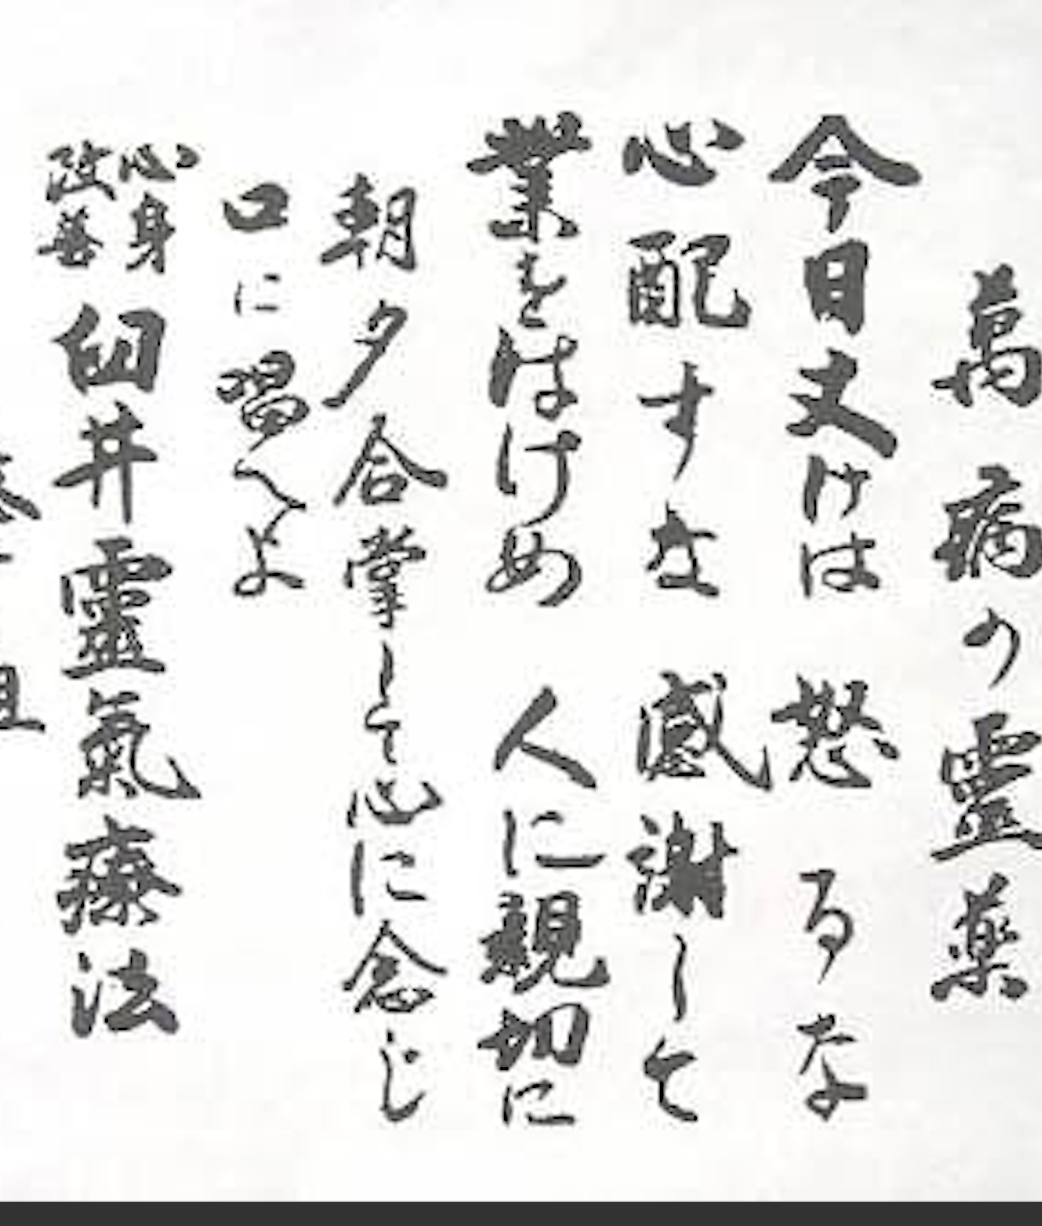 萬病の霊薬
今日丈けは 怒るな
心配すな 感謝して
業をはけめ 人に親切に
朝夕合掌して心に念じ
口に唱へよ
心身
改善
臼井靈氣療法